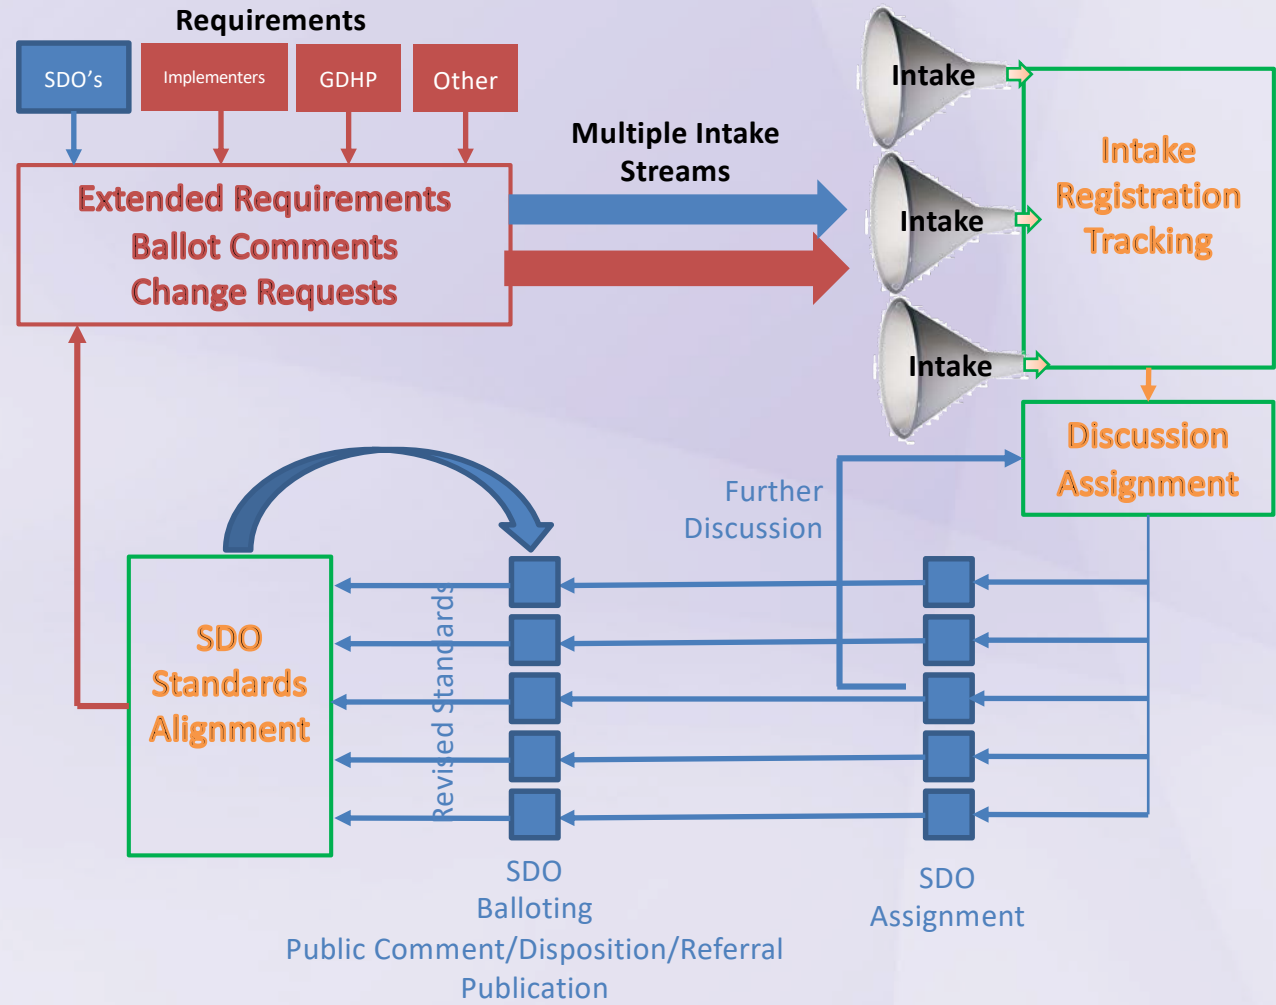 Requirements
SDO's
Implementers
GDHP
Other
Extended Requirements
Ballot Comments
Change Requests
Multiple Intake
Streams
Intake
Intake
Intake
Intake
Registration
Tracking
Discussion
Assignment
Further
Discussion
SDO
Standards
Alignment
Revised Standards
SDO
Balloting
Public Comment/Disposition/Referral
Publication
SDO
Assignment